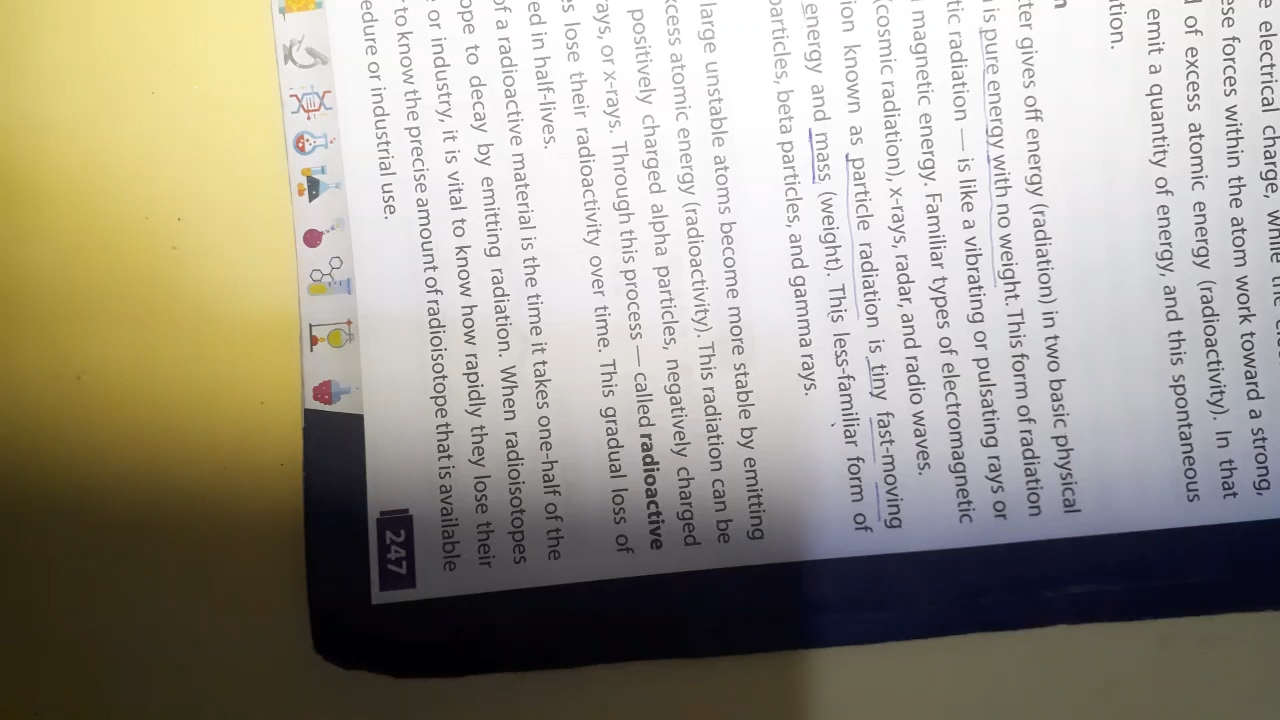 e electrical charge, while the
ese forces within the atom work toward a strong,
of excess atomic energy (radioactivity). In that
emit a quantity of energy, and this spontaneous
tion.
n
ter gives off energy (radiation) in two basic physical
is pure energy with no weight. This form of radiation
tic radiation — is like a vibrating or pulsating rays or
magnetic energy. Familiar types of electromagnetic
(cosmic radiation), x-rays, radar, and radio waves.
ion known as particle radiation is tiny fast-moving
energy and mass (weight). This less-familiar form of
particles, beta particles, and gamma rays.
large unstable atoms become more stable by emitting
xcess atomic energy (radioactivity). This radiation can be
positively charged alpha particles, negatively charged
rays, or x-rays. t Through this process — called radioactive
es lose their radioactivity over time. This gradual loss of
ed in half-lives.
of a radioactive material is the time it takes one-half of the
ope to decay by emitting radiation. When radioisotopes
or industry, it is vital to know how rapidly they lose their
to know the precise amount of radioisotope that is available
edure or industrial use.
247